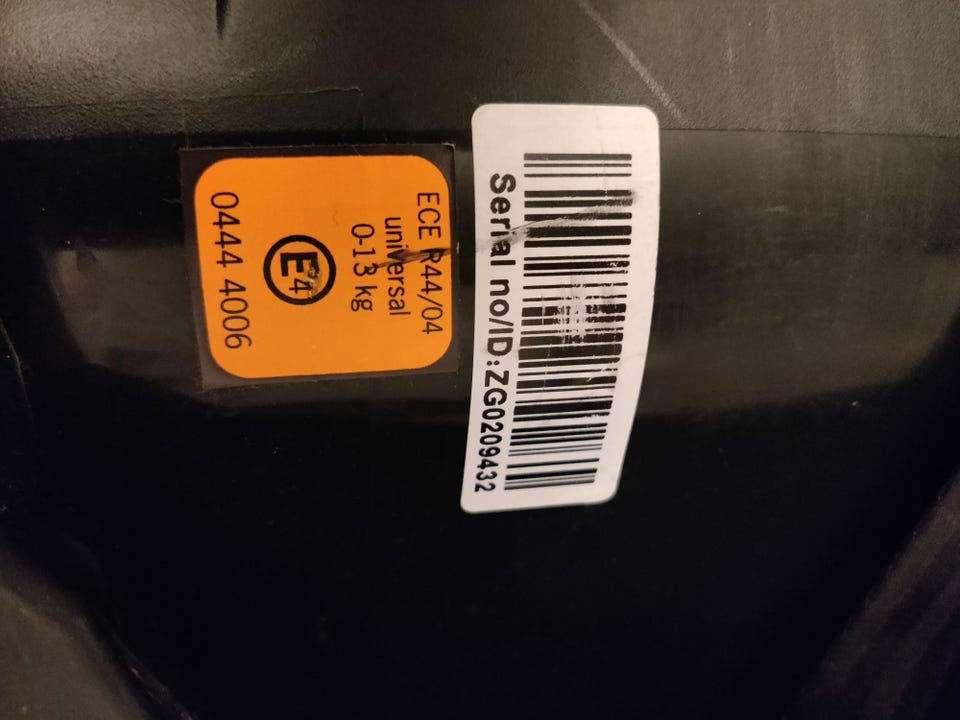 ECE R44/04
universal
0-13 kg
E4
0444 4006
Serial no/ID:ZG0209432